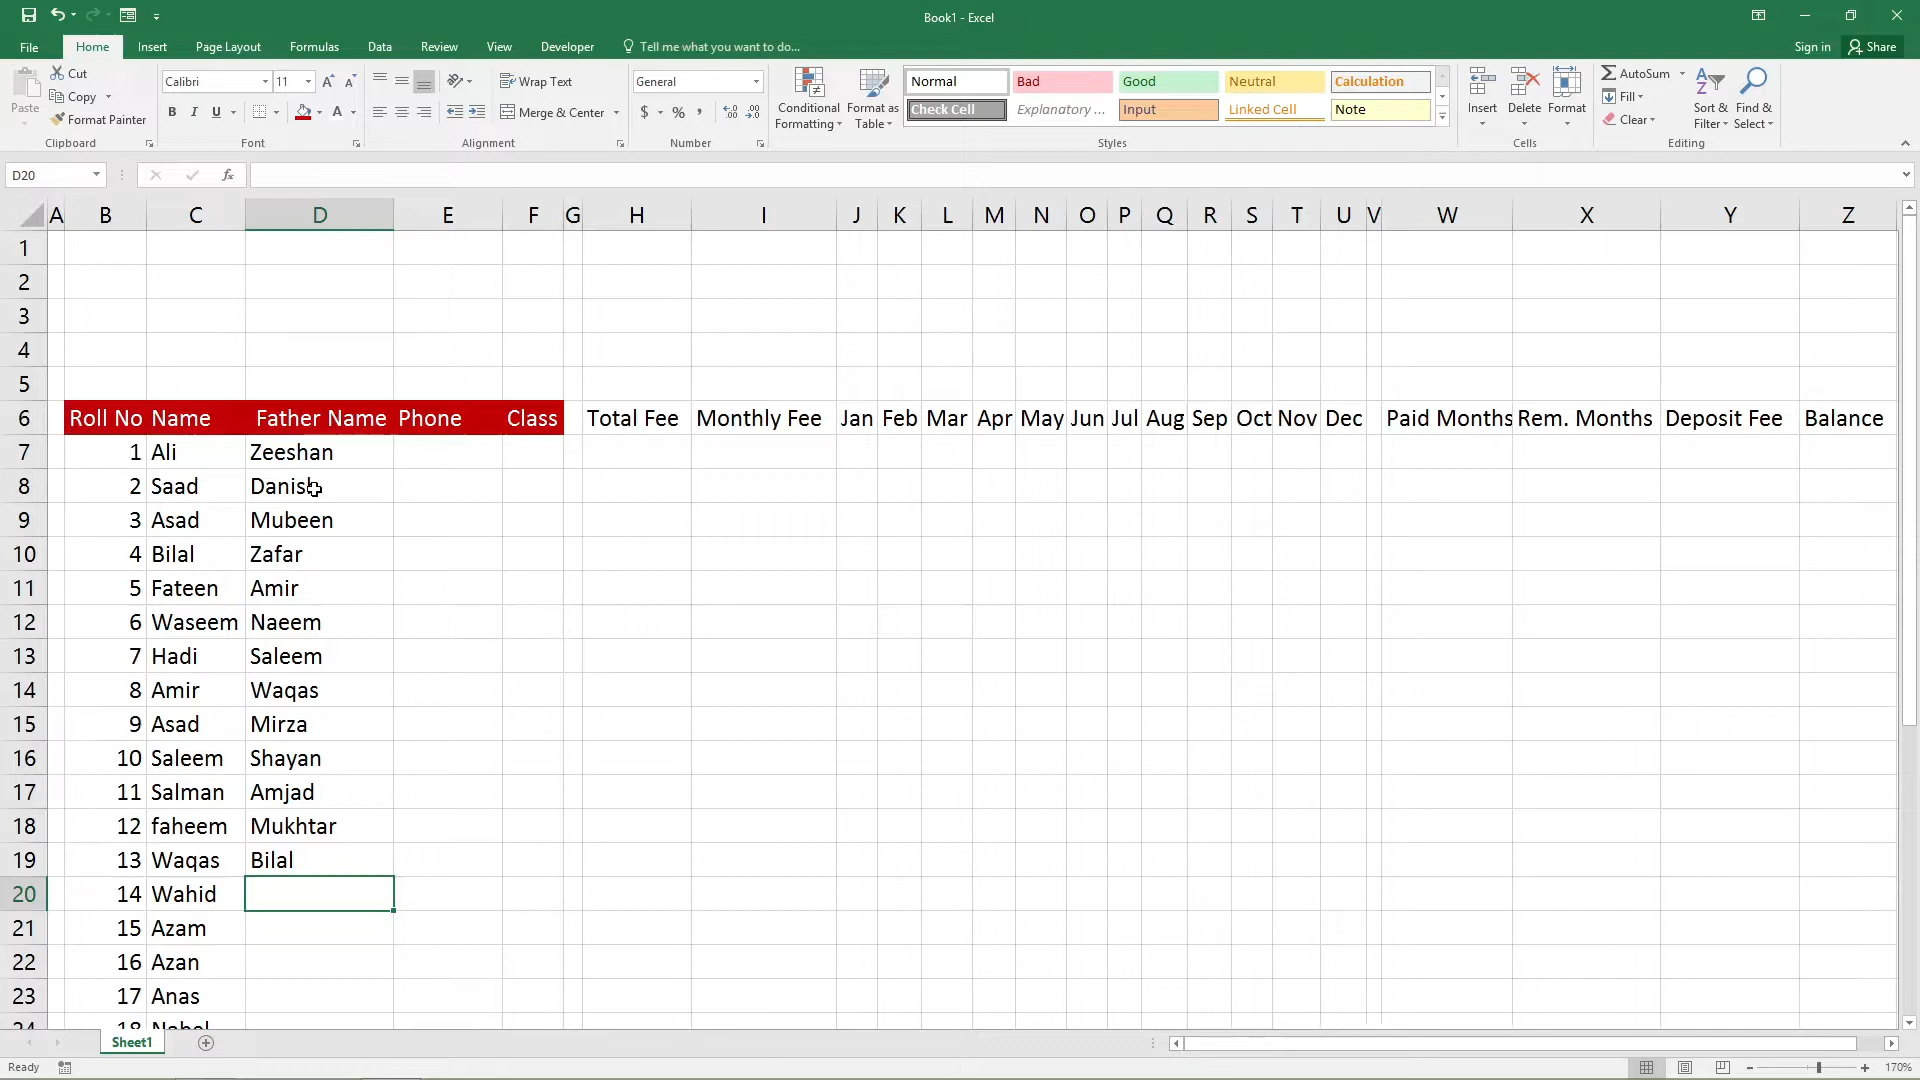 Book1 - Excel
File Home Insert Page Layout Formulas Data Review View Developer Tell me what you want to do... Sign in Share
Paste Cut Copy Format Painter Clipboard
Calibri 11 A A B I U A Font
Wrap Text Merge & Center Alignment
General $ % , Number
Conditional Formatting Format as Table
Normal Bad Good Neutral Calculation
Check Cell Explanatory ... Input Linked Cell Note
Styles
Insert Delete Format Cells
AutoSum Fill Clear Sort & Filter Find & Select Editing
D20 fx
A B C D E F G H I J K L M N O P Q R S T U V W X Y Z
1
2
3
4
5
6 Roll No Name Father Name Phone Class Total Fee Monthly Fee Jan Feb Mar Apr May Jun Jul Aug Sep Oct Nov Dec Paid Months Rem. Months Deposit Fee Balance
7 1 Ali Zeeshan
8 2 Saad Danish
9 3 Asad Mubeen
10 4 Bilal Zafar
11 5 Fateen Amir
12 6 Waseem Naeem
13 7 Hadi Saleem
14 8 Amir Waqas
15 9 Asad Mirza
16 10 Saleem Shayan
17 11 Salman Amjad
18 12 faheem Mukhtar
19 13 Waqas Bilal
20 14 Wahid
21 15 Azam
22 16 Azan
23 17 Anas
24 18
Sheet1
Ready 170%